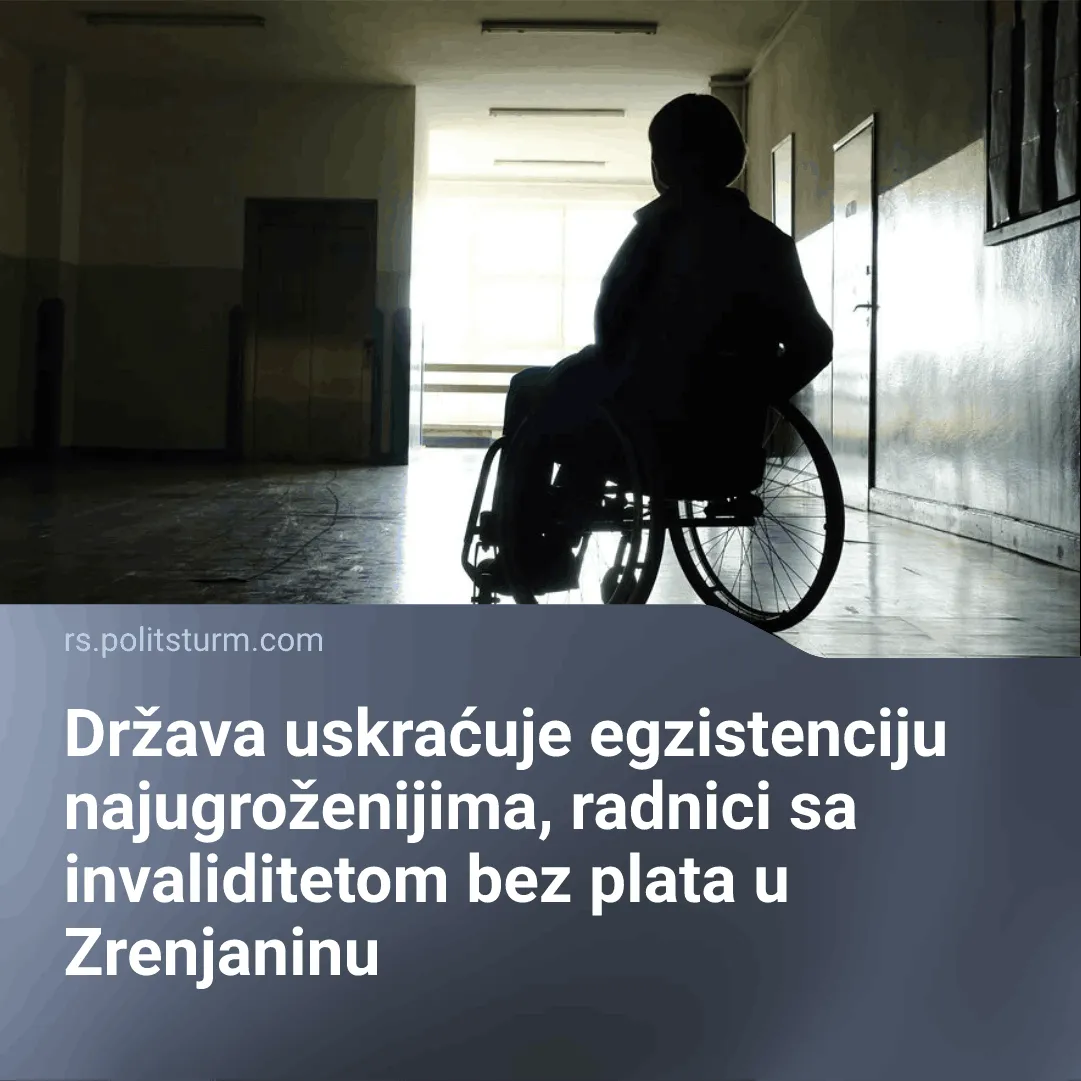 rs.politsturm.com
Država uskraćuje egzistenciju
najugroženijima, radnici sa
invaliditetom bez plata u
Zrenjaninu